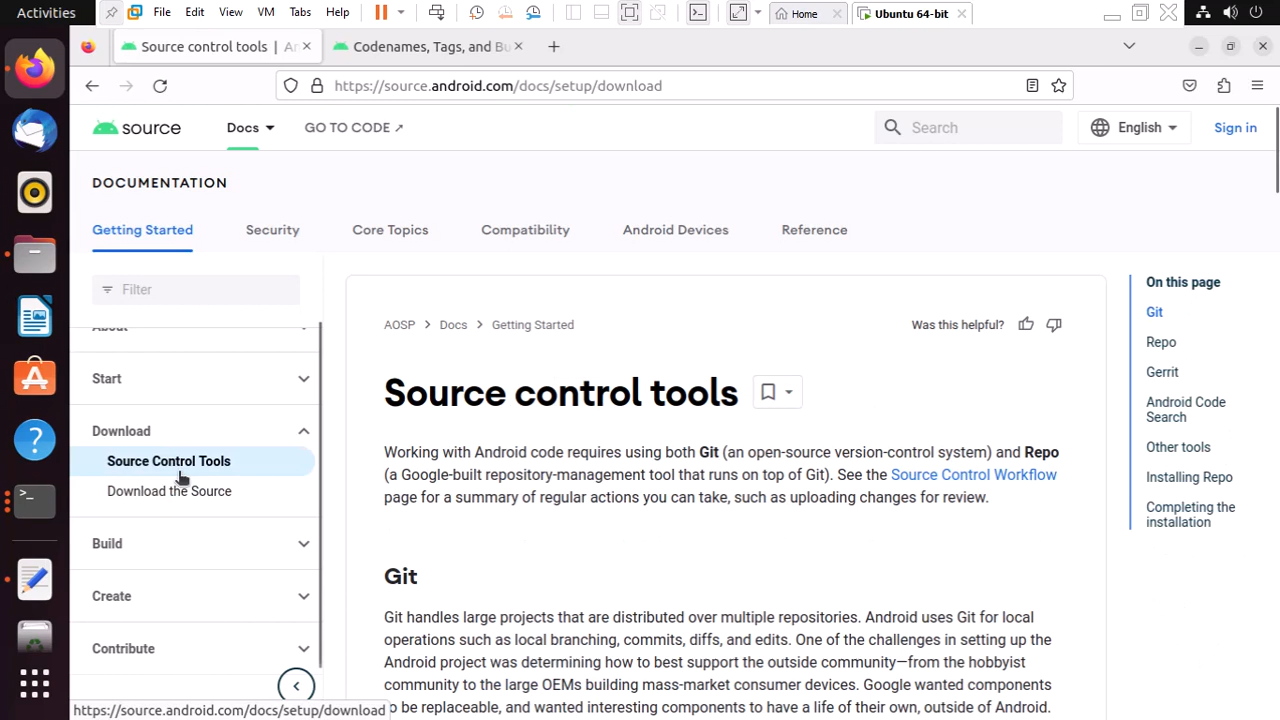 Activities File Edit View VM Tabs Help Home Ubuntu 64-bit
Source control tools | An Codenames, Tags, and Bu
https://source.android.com/docs/setup/download
source Docs GO TO CODE ↗ Search English Sign in
DOCUMENTATION
Getting Started Security Core Topics Compatibility Android Devices Reference
Filter
About
Start
Download
Source Control Tools
Download the Source
Build
Create
Contribute
AOSP > Docs > Getting Started Was this helpful?
Source control tools
Working with Android code requires using both Git (an open-source version-control system) and Repo
(a Google-built repository-management tool that runs on top of Git). See the Source Control Workflow
page for a summary of regular actions you can take, such as uploading changes for review.
Git
Git handles large projects that are distributed over multiple repositories. Android uses Git for local
operations such as local branching, commits, diffs, and edits. One of the challenges in setting up the
Android project was determining how to best support the outside community—from the hobbyist
community to the large OEMs building mass-market consumer devices. Google wanted components
to be replaceable, and wanted interesting components to have a life of their own, outside of Android.
On this page
Git
Repo
Gerrit
Android Code
Search
Other tools
Installing Repo
Completing the
installation
https://source.android.com/docs/setup/download